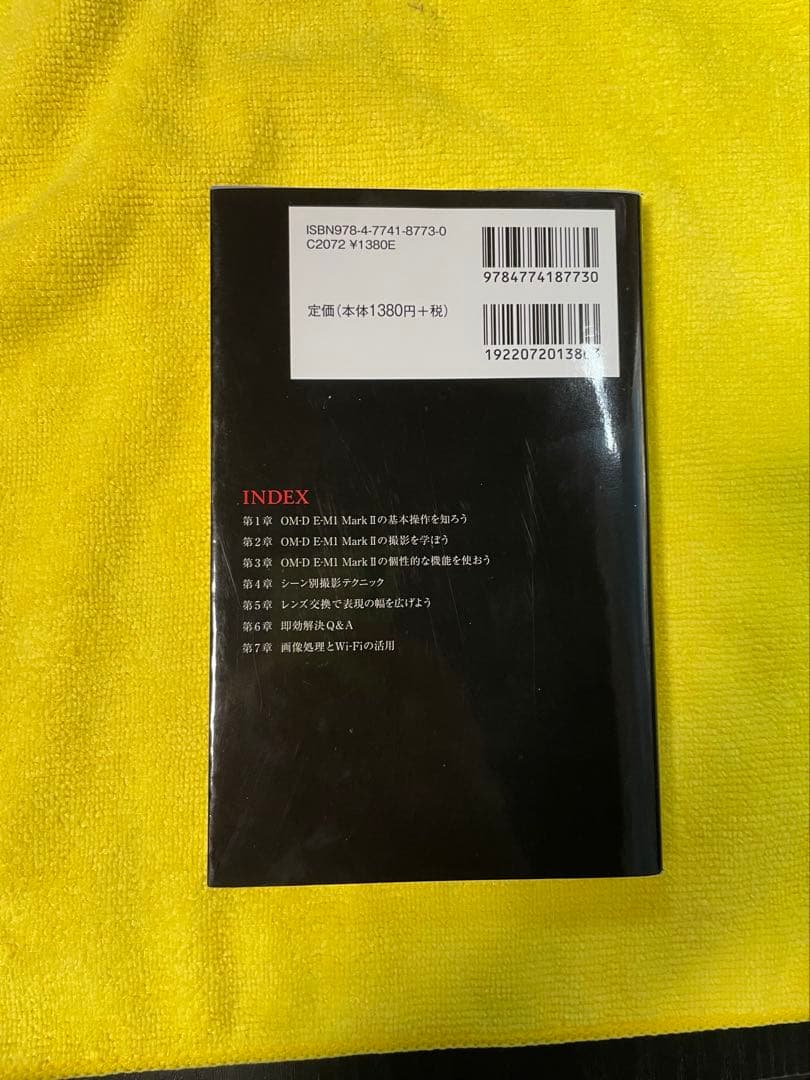 ISBN978-4-7741-8773-0
C2072 ¥1380E
9784774187730
定価(本体1380円+税)
INDEX
第1章 OM-D E-M1 Mark IIの基本操作を知ろう
第2章 OM-D E-M1 Mark IIの撮影を学ぼう
第3章 OM-D E-M1 Mark IIの個性的な機能を使おう
第4章 シーン別撮影テクニック
第5章 レンズ交換で表現の幅を広げよう
第6章 即効解決Q&A
第7章 画像処理とWi-Fiの活用